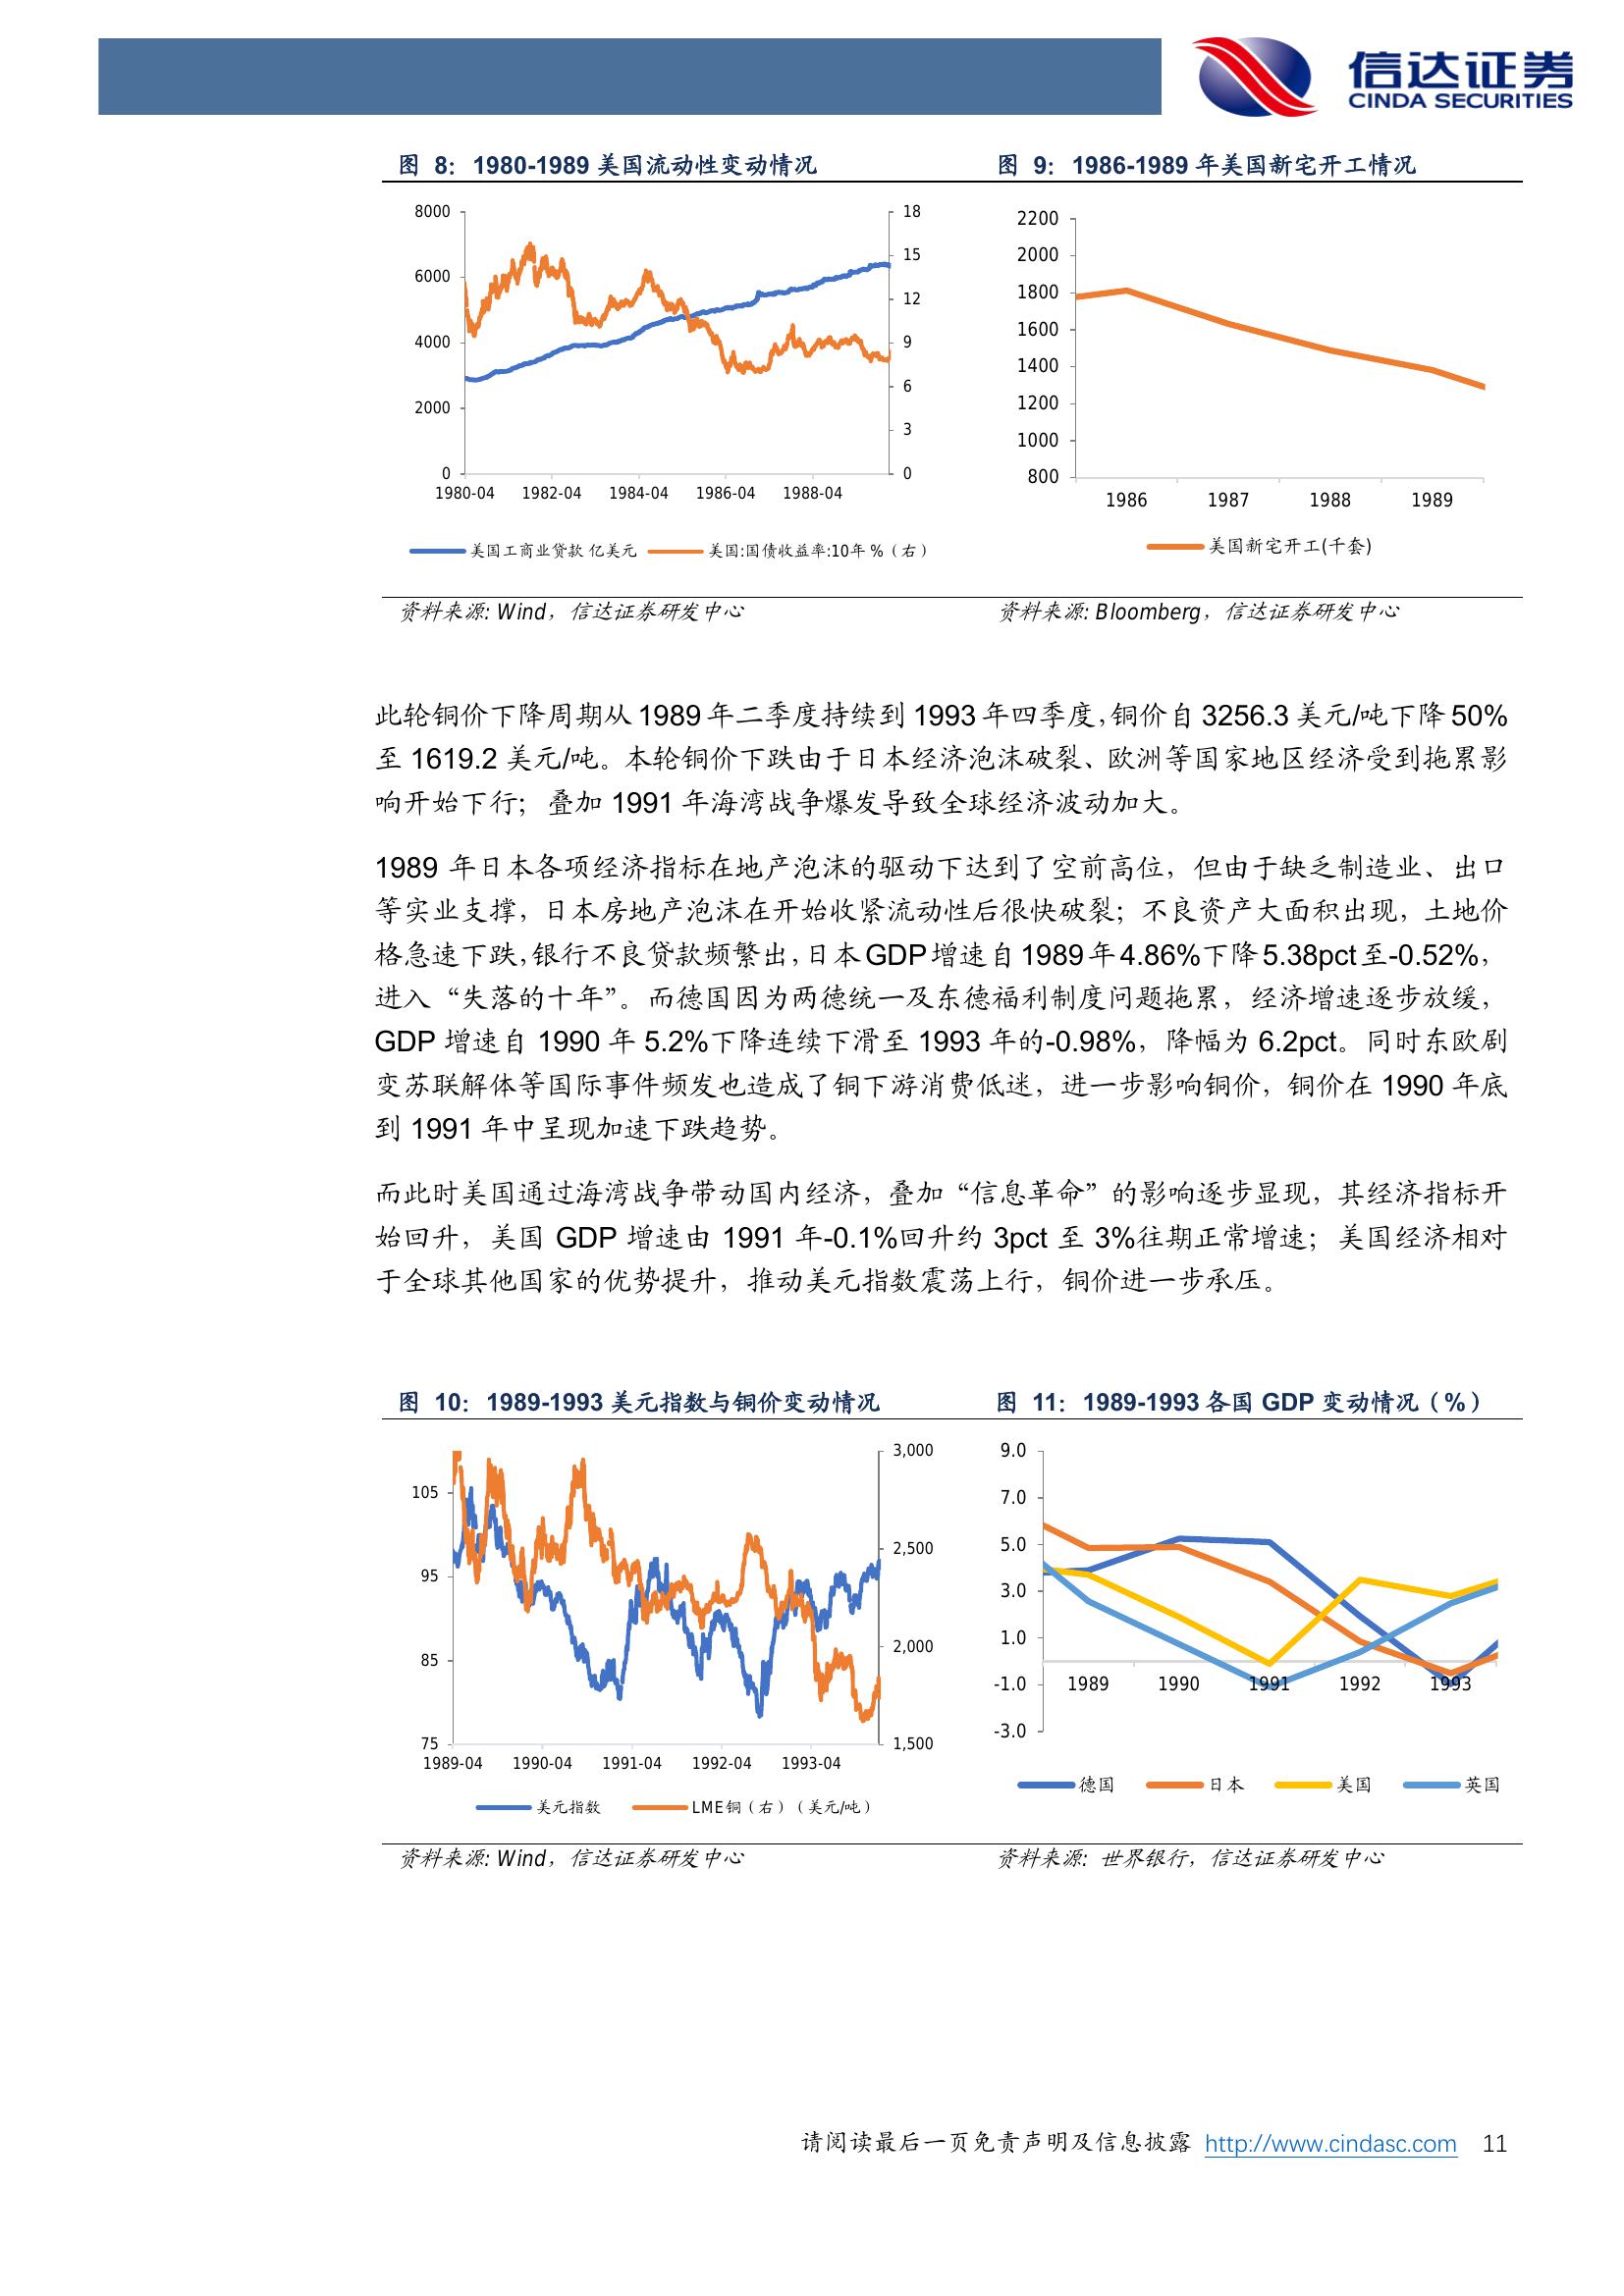 信达证券
CINDA SECURITIES
图 8：1980-1989 美国流动性变动情况
8000
6000
4000
2000
0
18
15
12
9
6
3
0
1980-04 1982-04 1984-04 1986-04 1988-04
美国工商业贷款 亿美元 美国:国债收益率:10年 %（右）
资料来源: Wind，信达证券研发中心
图 9：1986-1989 年美国新宅开工情况
2200
2000
1800
1600
1400
1200
1000
800
1986 1987 1988 1989
美国新宅开工(千套)
资料来源: Bloomberg，信达证券研发中心
此轮铜价下降周期从 1989 年二季度持续到 1993 年四季度，铜价自 3256.3 美元/吨下降 50%
至 1619.2 美元/吨。本轮铜价下跌由于日本经济泡沫破裂、欧洲等国家地区经济受到拖累影
响开始下行；叠加 1991 年海湾战争爆发导致全球经济波动加大。
1989 年日本各项经济指标在地产泡沫的驱动下达到了空前高位，但由于缺乏制造业、出口
等实业支撑，日本房地产泡沫在开始收紧流动性后很快破裂；不良资产大面积出现，土地价
格急速下跌，银行不良贷款频繁出，日本 GDP 增速自 1989 年 4.86%下降 5.38pct 至-0.52%，
进入“失落的十年”。而德国因为两德统一及东德福利制度问题拖累，经济增速逐步放缓，
GDP 增速自 1990 年 5.2%下降连续下滑至 1993 年的-0.98%，降幅为 6.2pct。同时东欧剧
变苏联解体等国际事件频发也造成了铜下游消费低迷，进一步影响铜价，铜价在 1990 年底
到 1991 年中呈现加速下跌趋势。
而此时美国通过海湾战争带动国内经济，叠加“信息革命”的影响逐步显现，其经济指标开
始回升，美国 GDP 增速由 1991 年-0.1%回升约 3pct 至 3%往期正常增速；美国经济相对
于全球其他国家的优势提升，推动美元指数震荡上行，铜价进一步承压。
图 10：1989-1993 美元指数与铜价变动情况
105
95
85
75
3,000
2,500
2,000
1,500
1989-04 1990-04 1991-04 1992-04 1993-04
美元指数 LME铜（右）（美元/吨）
资料来源: Wind，信达证券研发中心
图 11：1989-1993 各国 GDP 变动情况（%）
9.0
7.0
5.0
3.0
1.0
-1.0
-3.0
1989 1990 1991 1992 1993
德国 日本 美国 英国
资料来源: 世界银行，信达证券研发中心
请阅读最后一页免责声明及信息披露 http://www.cindasc.com 11